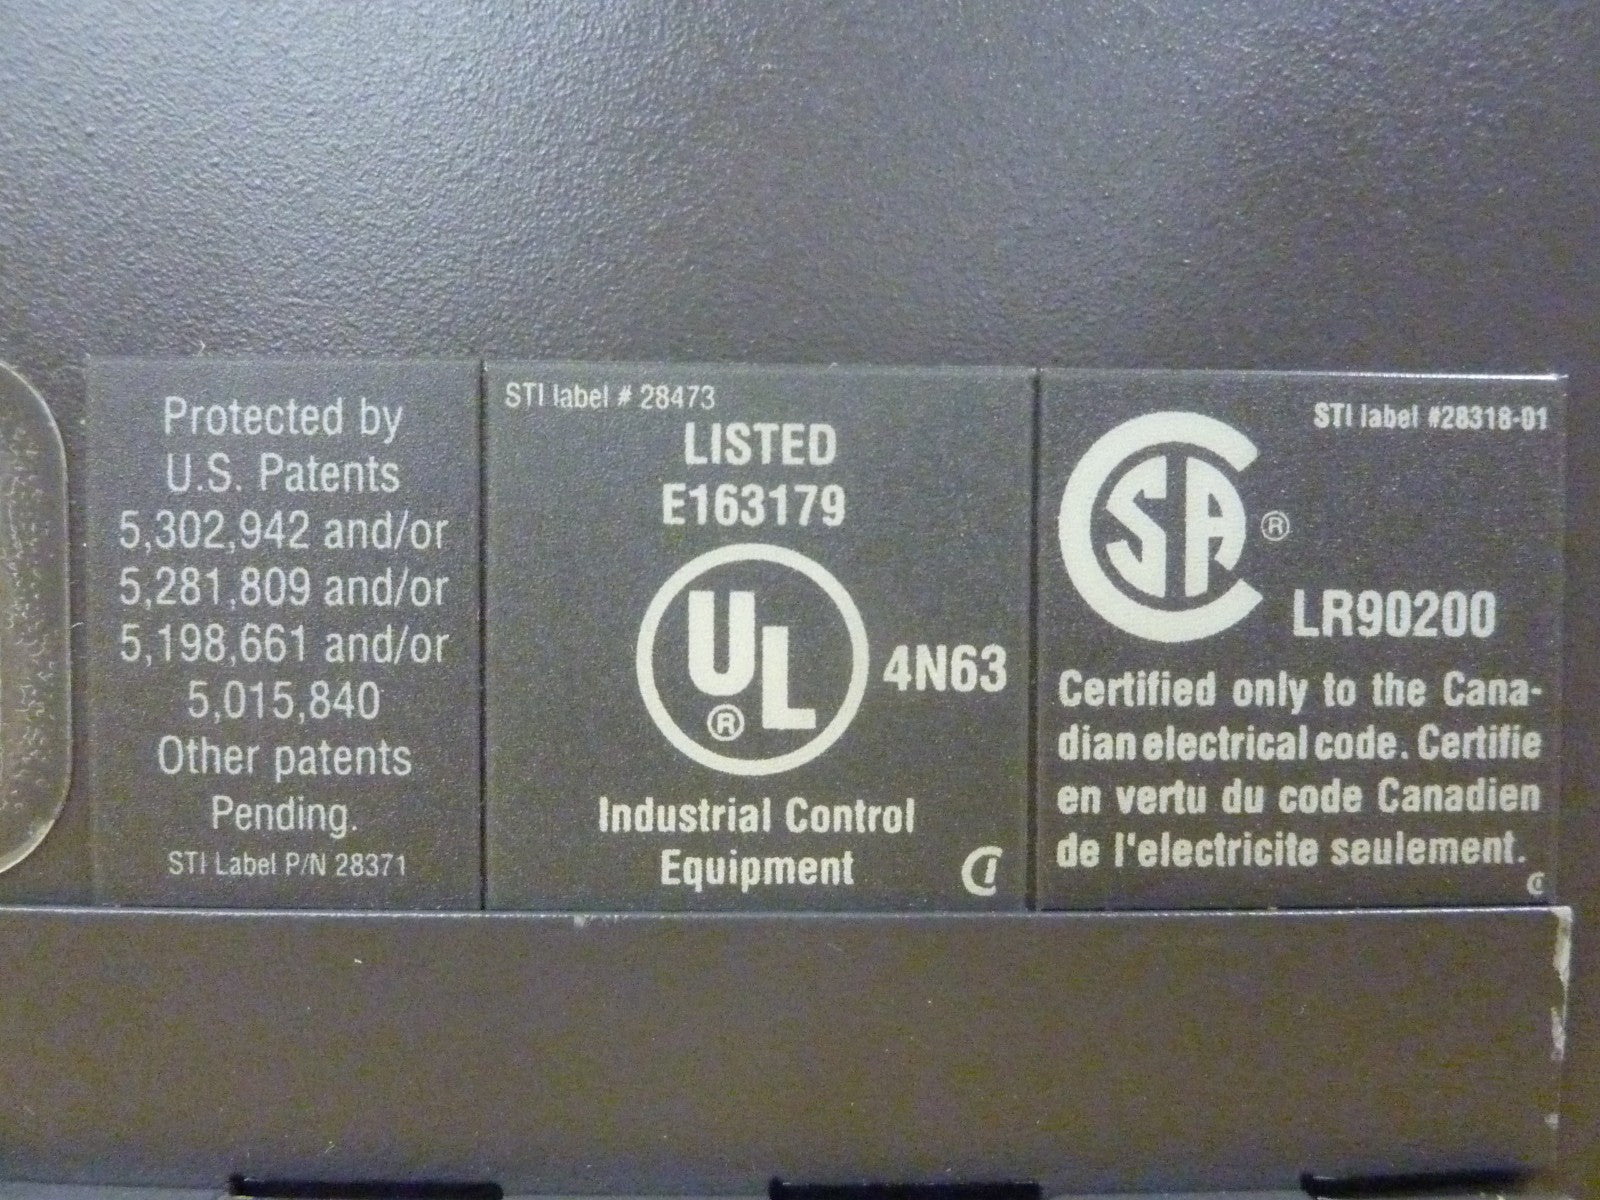 Protected by
U.S. Patents
5,302,942 and/or
5,281,809 and/or
5,198,661 and/or
5,015,840
Other patents
Pending.
STI Label P/N 28371
STI label # 28473
LISTED
E163179
UL
®
4N63
Industrial Control
Equipment
STI label #28318-01
CSA
®
LR90200
Certified only to the Cana-
dian electrical code. Certifie
en vertu du code Canadien
de l'electricite seulement.